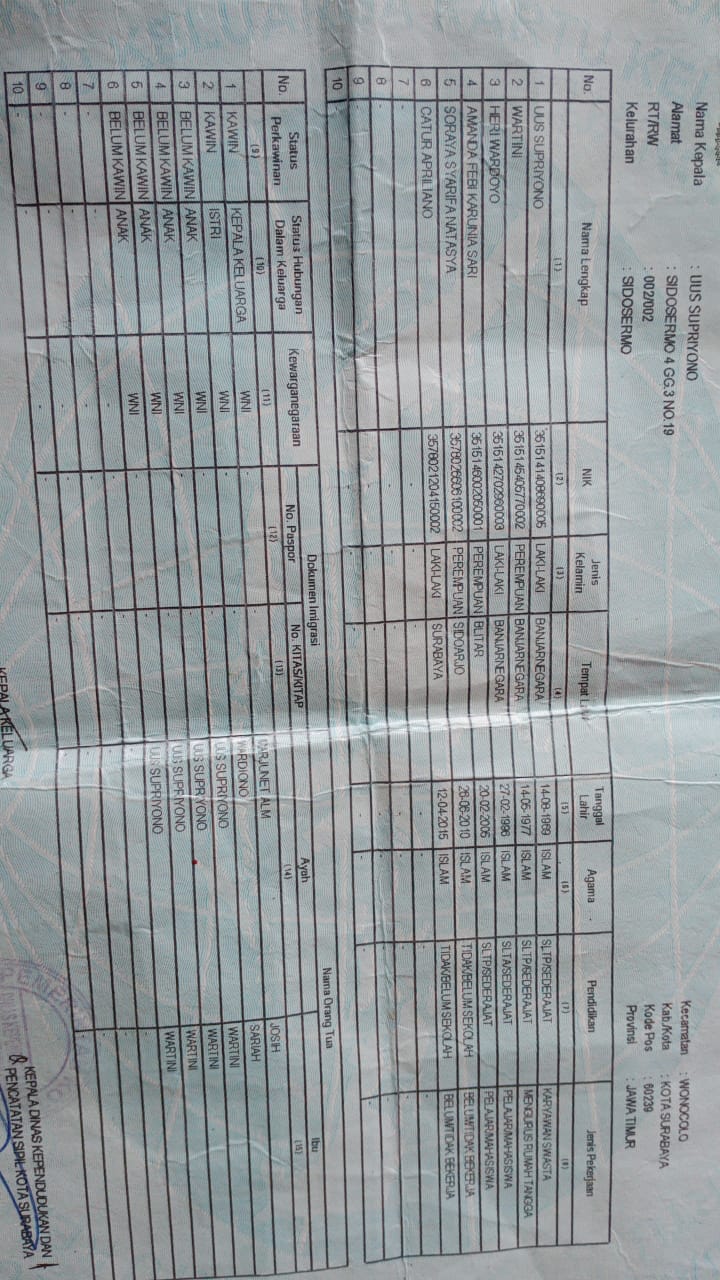 Nama Kepala : UUS SUPRIYONO
Alamat : SIDOSERMO 4 GG.3 NO.19
RT/RW : 002/002
Kelurahan : SIDOSERMO
Kecamatan : WONOCOLO
Kab./Kota : KOTA SURABAYA
Kode Pos : 60239
Provinsi : JAWA TIMUR
No. Nama Lengkap NIK Jenis Kelamin Tempat Tanggal Lahir Agama Pendidikan Jenis Pekerjaan
(1) (2) (3) (4) (5) (6) (7) (8)
1 UUS SUPRIYONO 3515141408690005 LAKI-LAKI BANJARNEGARA 14-08-1969 ISLAM SLTP/SEDERAJAT KARYAWAN SWASTA
2 WARTINI 3515145405770002 PEREMPUAN BANJARNEGARA 14-05-1977 ISLAM SLTP/SEDERAJAT MENGURUS RUMAH TANGGA
3 HERI WARDOYO 3515142702960003 LAKI-LAKI BANJARNEGARA 27-02-1996 ISLAM SLTA/SEDERAJAT PELAJAR/MAHASISWA
4 AMANDA FEBI KARUNIA SARI 3515146002050001 PEREMPUAN BLITAR 20-02-2005 ISLAM SLTP/SEDERAJAT PELAJAR/MAHASISWA
5 SORAYA SYARIFA NATASYA 3578026606100002 PEREMPUAN SIDOARJO 26-06-2010 ISLAM TIDAK/BELUM SEKOLAH BELUM/TIDAK BEKERJA
6 CATUR APRILIANO 3578021204150002 LAKI-LAKI SURABAYA 12-04-2015 ISLAM TIDAK/BELUM SEKOLAH BELUM/TIDAK BEKERJA
7 - - - - - - - -
8 - - - - - - - -
9 - - - - - - - -
10 - - - - - - - -
No. Status Perkawinan Status Hubungan Dalam Keluarga Kewarganegaraan Dokumen Imigrasi Nama Orang Tua
No. Paspor No. KITAS/KITAP Ayah Ibu
(9) (10) (11) (12) (13) (14) (15)
1 KAWIN KEPALA KELUARGA WNI - - ALM JOSIH
2 KAWIN ISTRI WNI - - WARDIONO SARIAH
3 BELUM KAWIN ANAK WNI - - UUS SUPRIYONO WARTINI
4 BELUM KAWIN ANAK WNI - - UUS SUPRIYONO WARTINI
5 BELUM KAWIN ANAK WNI - - UUS SUPRIYONO WARTINI
6 BELUM KAWIN ANAK WNI - - UUS SUPRIYONO WARTINI
7 - - - - - - -
8 - - - - - - -
9 - - - - - - -
10 - - - - - - -
KEPALA KELUARGA
KEPALA DINAS KEPENDUDUKAN DAN
PENCATATAN SIPIL KOTA SURABAYA